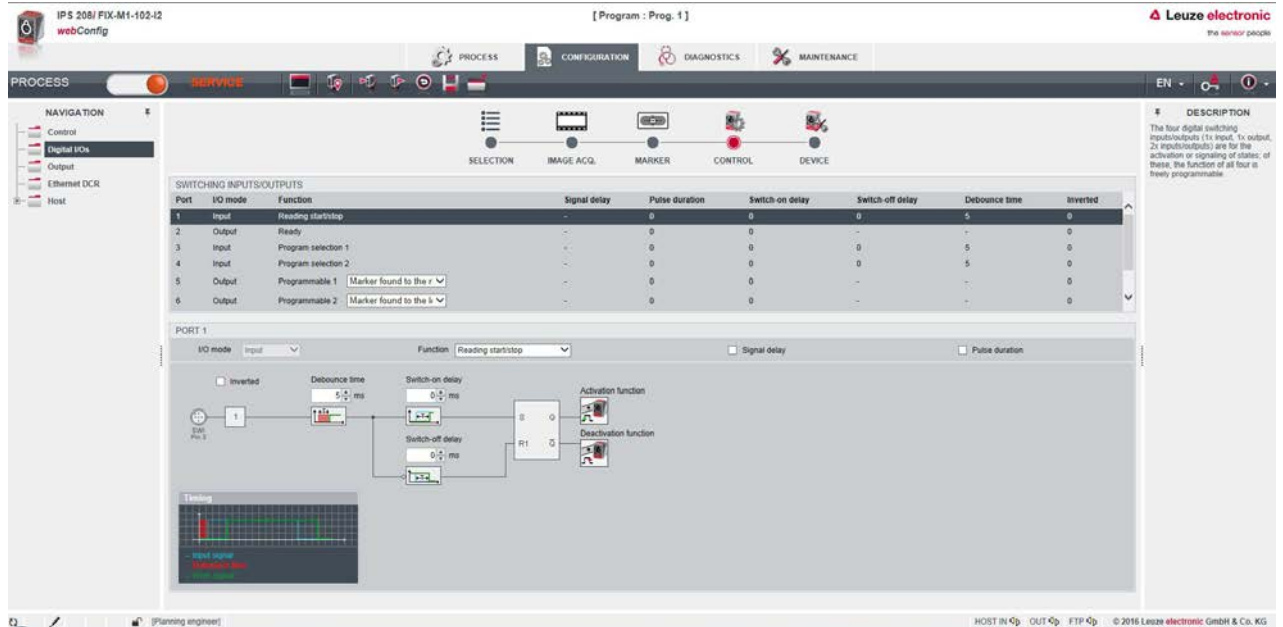 IPS 208i FIX-M1-102-I2
webConfig
[ Program : Prog. 1 ]
Leuze electronic
the sensor people
PROCESS CONFIGURATION DIAGNOSTICS MAINTENANCE
PROCESS SERVICE EN
NAVIGATION
Control
Digital I/Os
Output
Ethernet DCR
Host
SELECTION IMAGE ACQ. MARKER CONTROL DEVICE
DESCRIPTION
The four digital switching
inputs/outputs (1x input, 1x output,
2x inputs/outputs) are for the
activation or signaling of states; of
these, the function of all four is
freely programmable.
SWITCHING INPUTS/OUTPUTS
Port I/O mode Function Signal delay Pulse duration Switch-on delay Switch-off delay Debounce time Inverted
1 Input Reading start/stop - 0 0 0 5 0
2 Output Ready - 0 0 - - 0
3 Input Program selection 1 - 0 0 0 5 0
4 Input Program selection 2 - 0 0 0 5 0
5 Output Programmable 1 Marker found to the r - 0 0 - - 0
6 Output Programmable 2 Marker found to the l - 0 0 - - 0
PORT 1
I/O mode Input Function Reading start/stop Signal delay Pulse duration
Inverted Debounce time Switch-on delay
5 ms 0 ms
Activation function
1 S Q
SWI
Deactivation function
Switch-off delay R1 Q
0 ms
Timing
Input signal
[Planning engineer] HOST IN OUT FTP © 2016 Leuze electronic GmbH & Co. KG